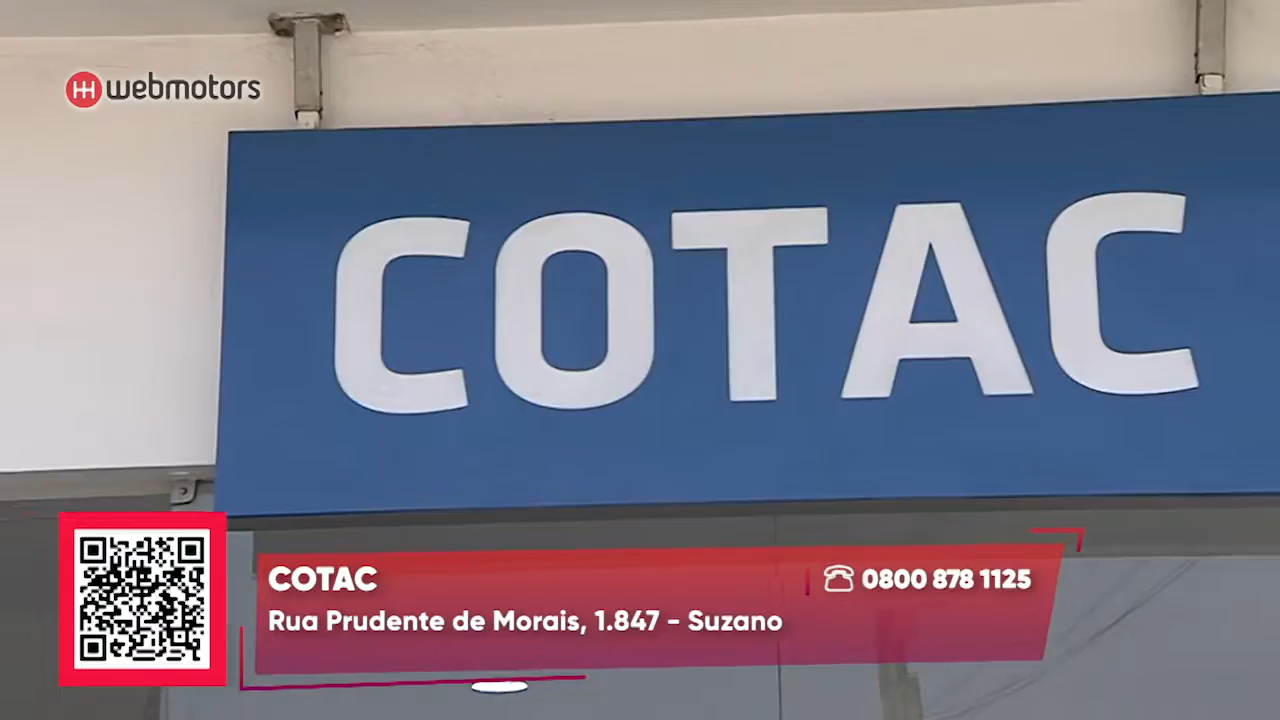 webmotors
COTAC
COTAC
0800 878 1125
Rua Prudente de Morais, 1.847 - Suzano